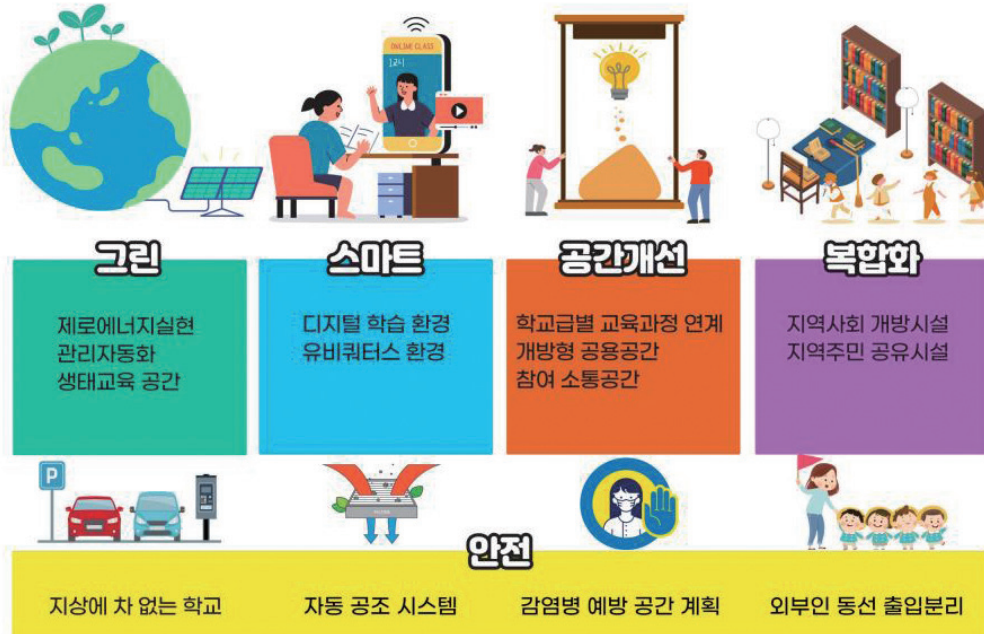 ONLINE CLASS
그린
스마트
공간개선
복합화
제로에너지실현
관리자동화
생태교육 공간
디지털 학습 환경
유비쿼터스 환경
학교급별 교육과정 연계
개방형 공용공간
참여 소통공간
지역사회 개방시설
지역주민 공유시설
P
안전
지상에 차 없는 학교
자동 공조 시스템
감염병 예방 공간 계획
외부인 동선 출입분리